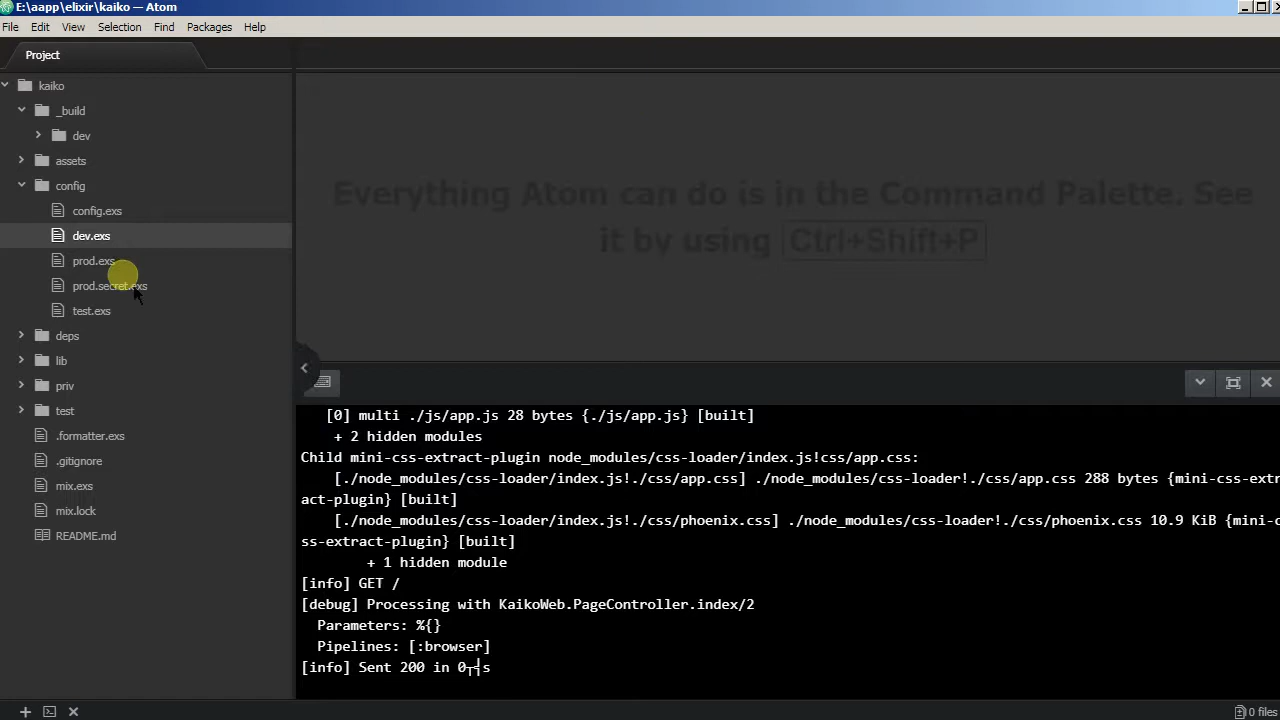 E:\aapp\elixir\kaiko — Atom
File Edit View Selection Find Packages Help
Project
kaiko
_build
dev
assets
config
config.exs
dev.exs
prod.exs
prod.secret.exs
test.exs
deps
lib
priv
test
.formatter.exs
.gitignore
mix.exs
mix.lock
README.md
Everything Atom can do is in the Command Palette. See
it by using Ctrl+Shift+P
[0] multi ./js/app.js 28 bytes {./js/app.js} [built]
+ 2 hidden modules
Child mini-css-extract-plugin node_modules/css-loader/index.js!css/app.css:
[./node_modules/css-loader/index.js!./css/app.css] ./node_modules/css-loader!./css/app.css 288 bytes {mini-css-extr
act-plugin} [built]
[./node_modules/css-loader/index.js!./css/phoenix.css] ./node_modules/css-loader!./css/phoenix.css 10.9 KiB {mini-c
ss-extract-plugin} [built]
+ 1 hidden module
[info] GET /
[debug] Processing with KaikoWeb.PageController.index/2
Parameters: %{}
Pipelines: [:browser]
[info] Sent 200 in 0┬╡s
0 files